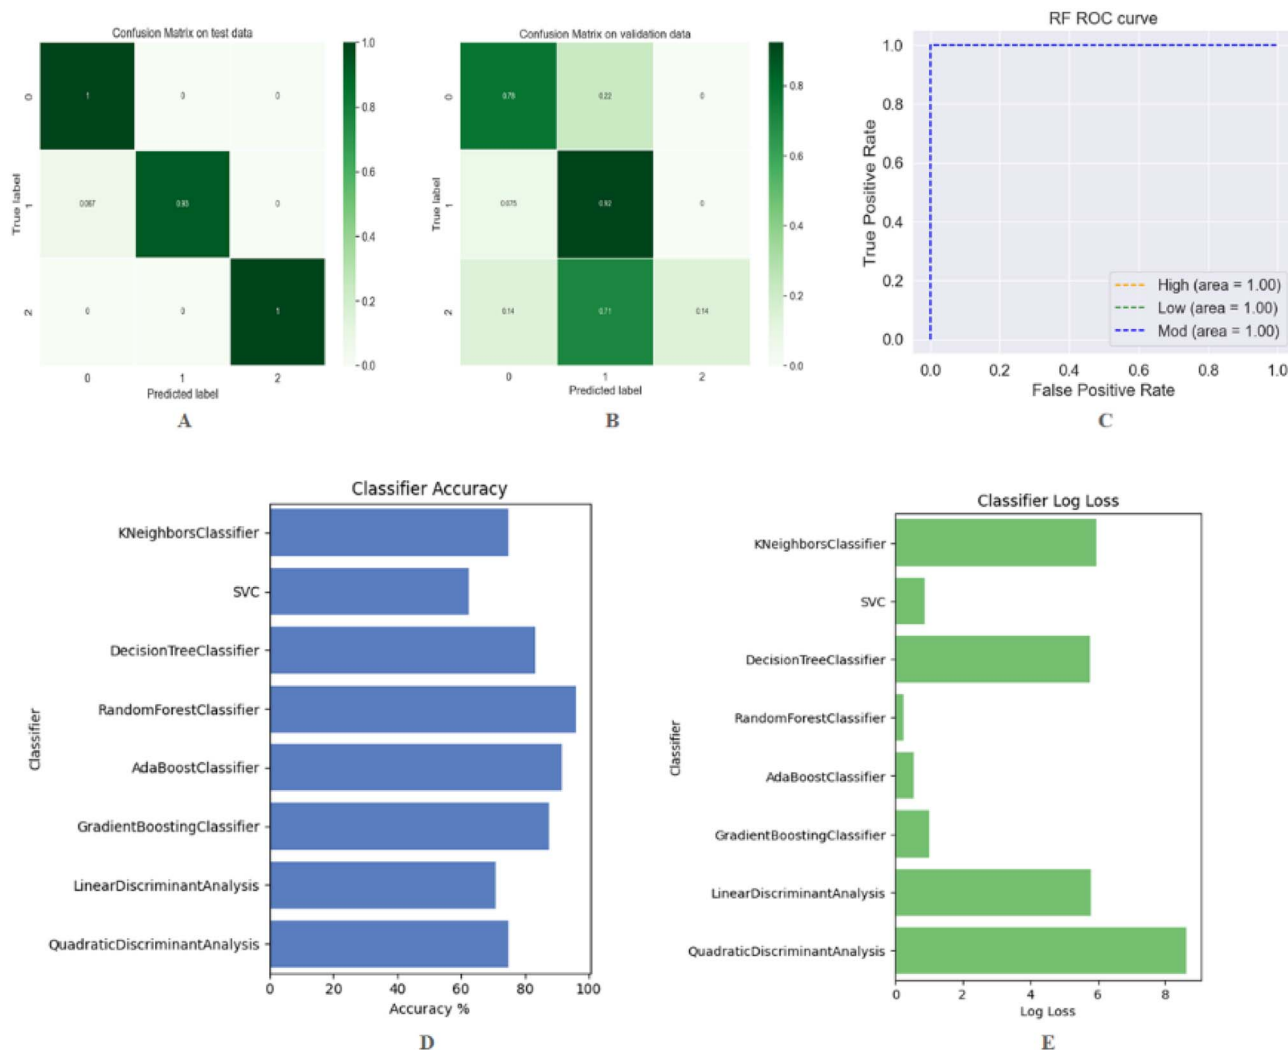 Confusion Matrix on test data
1 0 0
0.067 0.93 0
0 0 1
0 1 2
True label
0 1 2
Predicted label
1.0
0.8
0.6
0.4
0.2
0.0
A
Confusion Matrix on validation data
0.78 0.22 0
0.075 0.92 0
0.14 0.71 0.14
0 1 2
True label
0 1 2
Predicted label
0.8
0.6
0.4
0.2
0.0
B
RF ROC curve
True Positive Rate
1.0
0.8
0.6
0.4
0.2
0.0
High (area = 1.00)
Low (area = 1.00)
Mod (area = 1.00)
0.0 0.2 0.4 0.6 0.8 1.0
False Positive Rate
C
Classifier Accuracy
Classifier
KNeighborsClassifier
SVC
DecisionTreeClassifier
RandomForestClassifier
AdaBoostClassifier
GradientBoostingClassifier
LinearDiscriminantAnalysis
QuadraticDiscriminantAnalysis
0 20 40 60 80 100
Accuracy %
D
Classifier Log Loss
Classifier
KNeighborsClassifier
SVC
DecisionTreeClassifier
RandomForestClassifier
AdaBoostClassifier
GradientBoostingClassifier
LinearDiscriminantAnalysis
QuadraticDiscriminantAnalysis
0 2 4 6 8
Log Loss
E